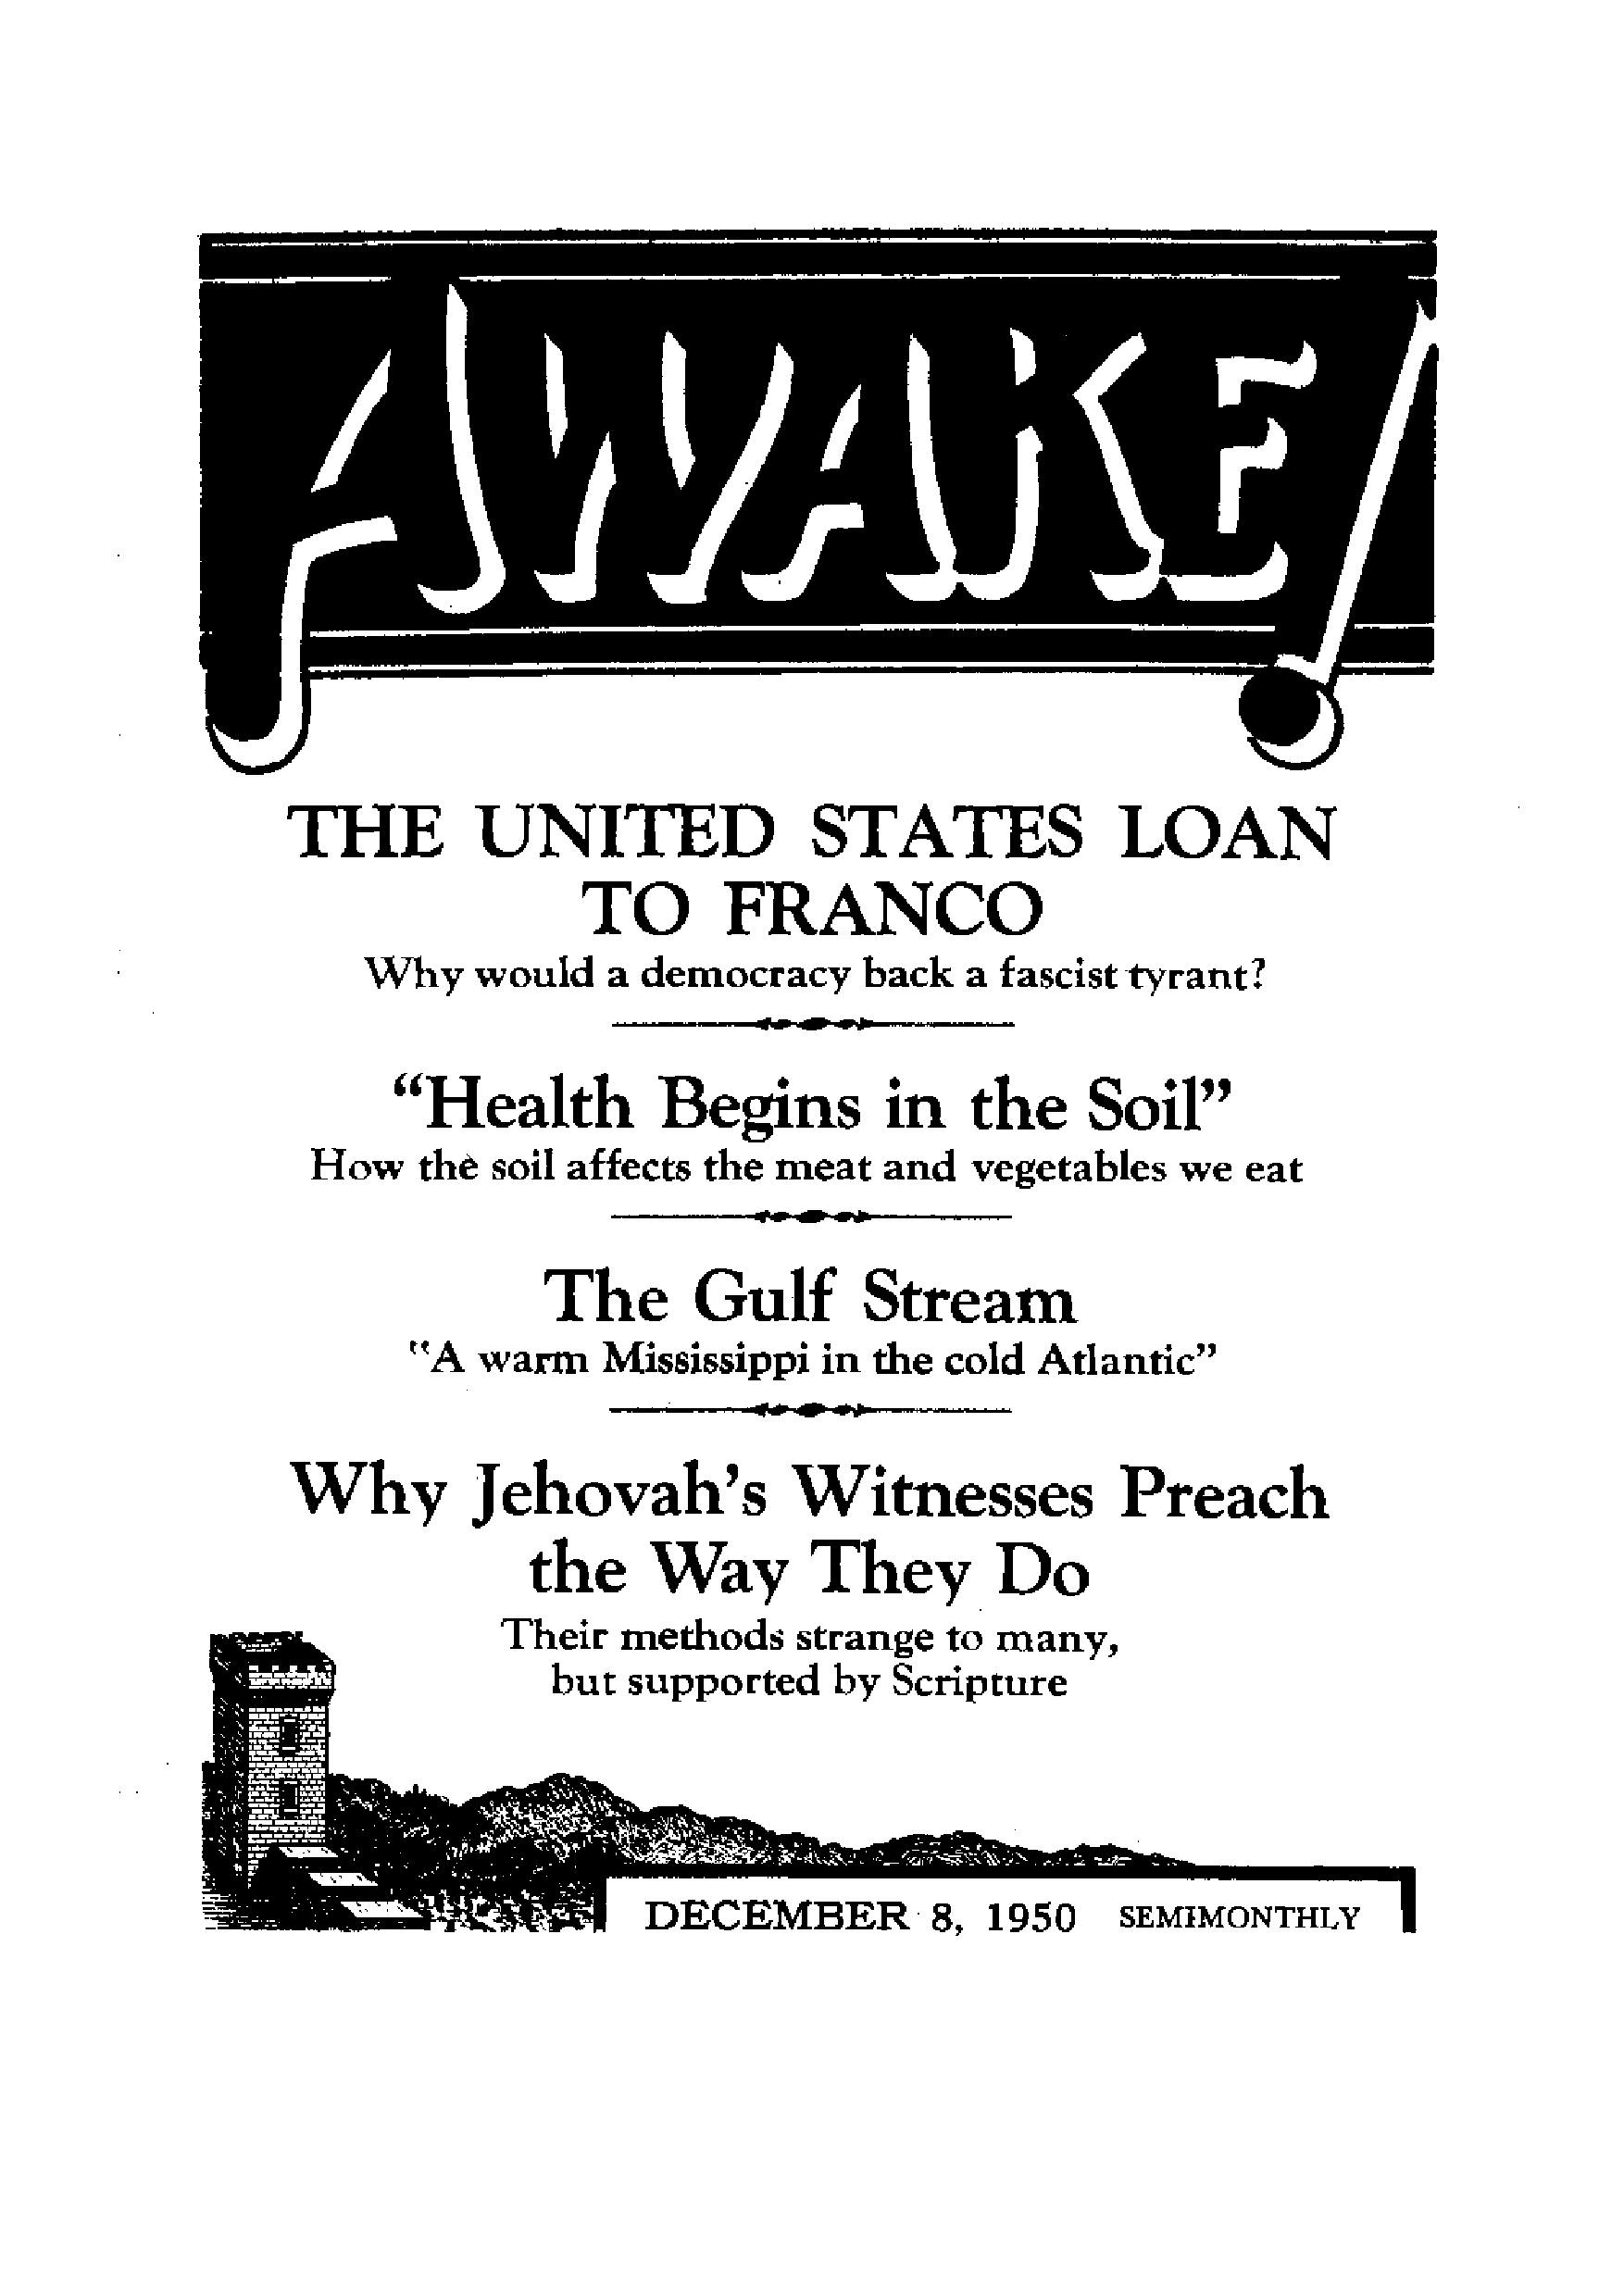 AWAKE!
THE UNITED STATES LOAN
TO FRANCO
Why would a democracy back a fascist tyrant?
“Health Begins in the Soil”
How the soil affects the meat and vegetables we eat
The Gulf Stream
"A warm Mississippi in the cold Atlantic"
Why Jehovah's Witnesses Preach
the Way They Do
Their methods strange to many,
but supported by Scripture
DECEMBER 8, 1950 SEMIMONTHLY